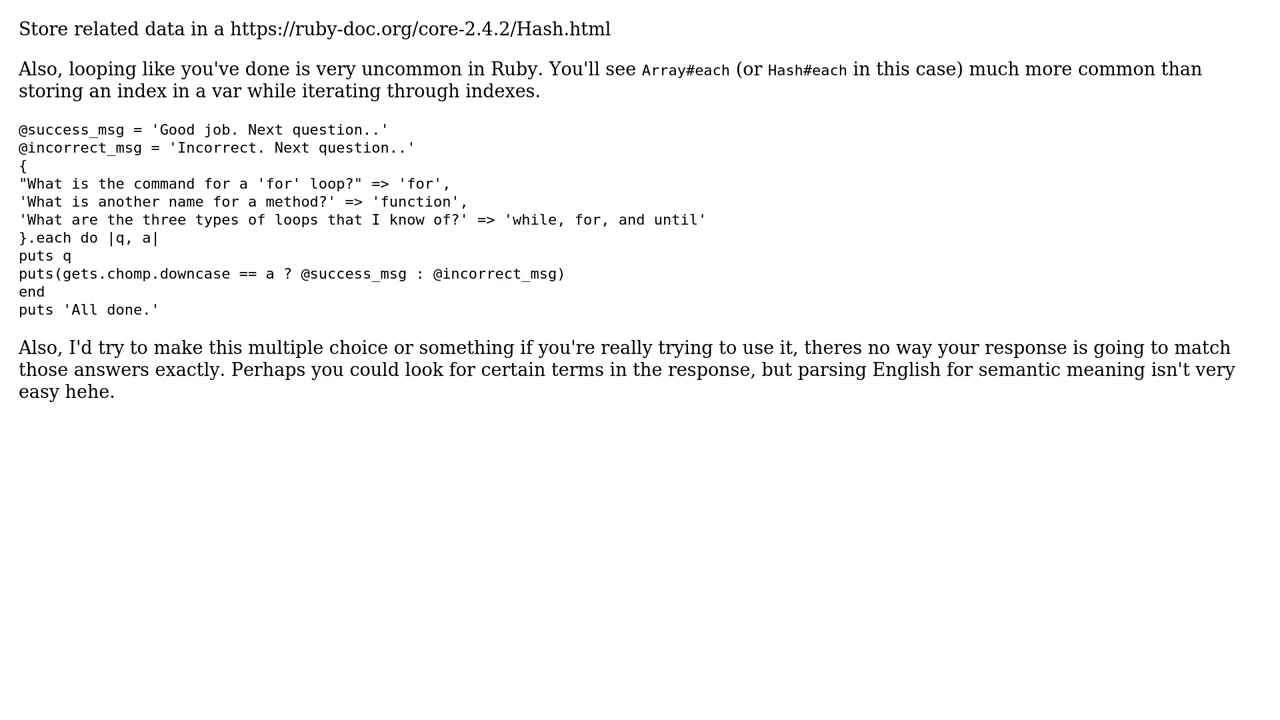 Store related data in a https://ruby-doc.org/core-2.4.2/Hash.html
Also, looping like you've done is very uncommon in Ruby. You'll see Array#each (or Hash#each in this case) much more common than
storing an index in a var while iterating through indexes.
@success_msg = 'Good job. Next question..'
@incorrect_msg = 'Incorrect. Next question..'
{
"What is the command for a 'for' loop?" => 'for',
'What is another name for a method?' => 'function',
'What are the three types of loops that I know of?' => 'while, for, and until'
}.each do |q, a|
puts q
puts(gets.chomp.downcase == a ? @success_msg : @incorrect_msg)
end
puts 'All done.'
Also, I'd try to make this multiple choice or something if you're really trying to use it, theres no way your response is going to match
those answers exactly. Perhaps you could look for certain terms in the response, but parsing English for semantic meaning isn't very
easy hehe.